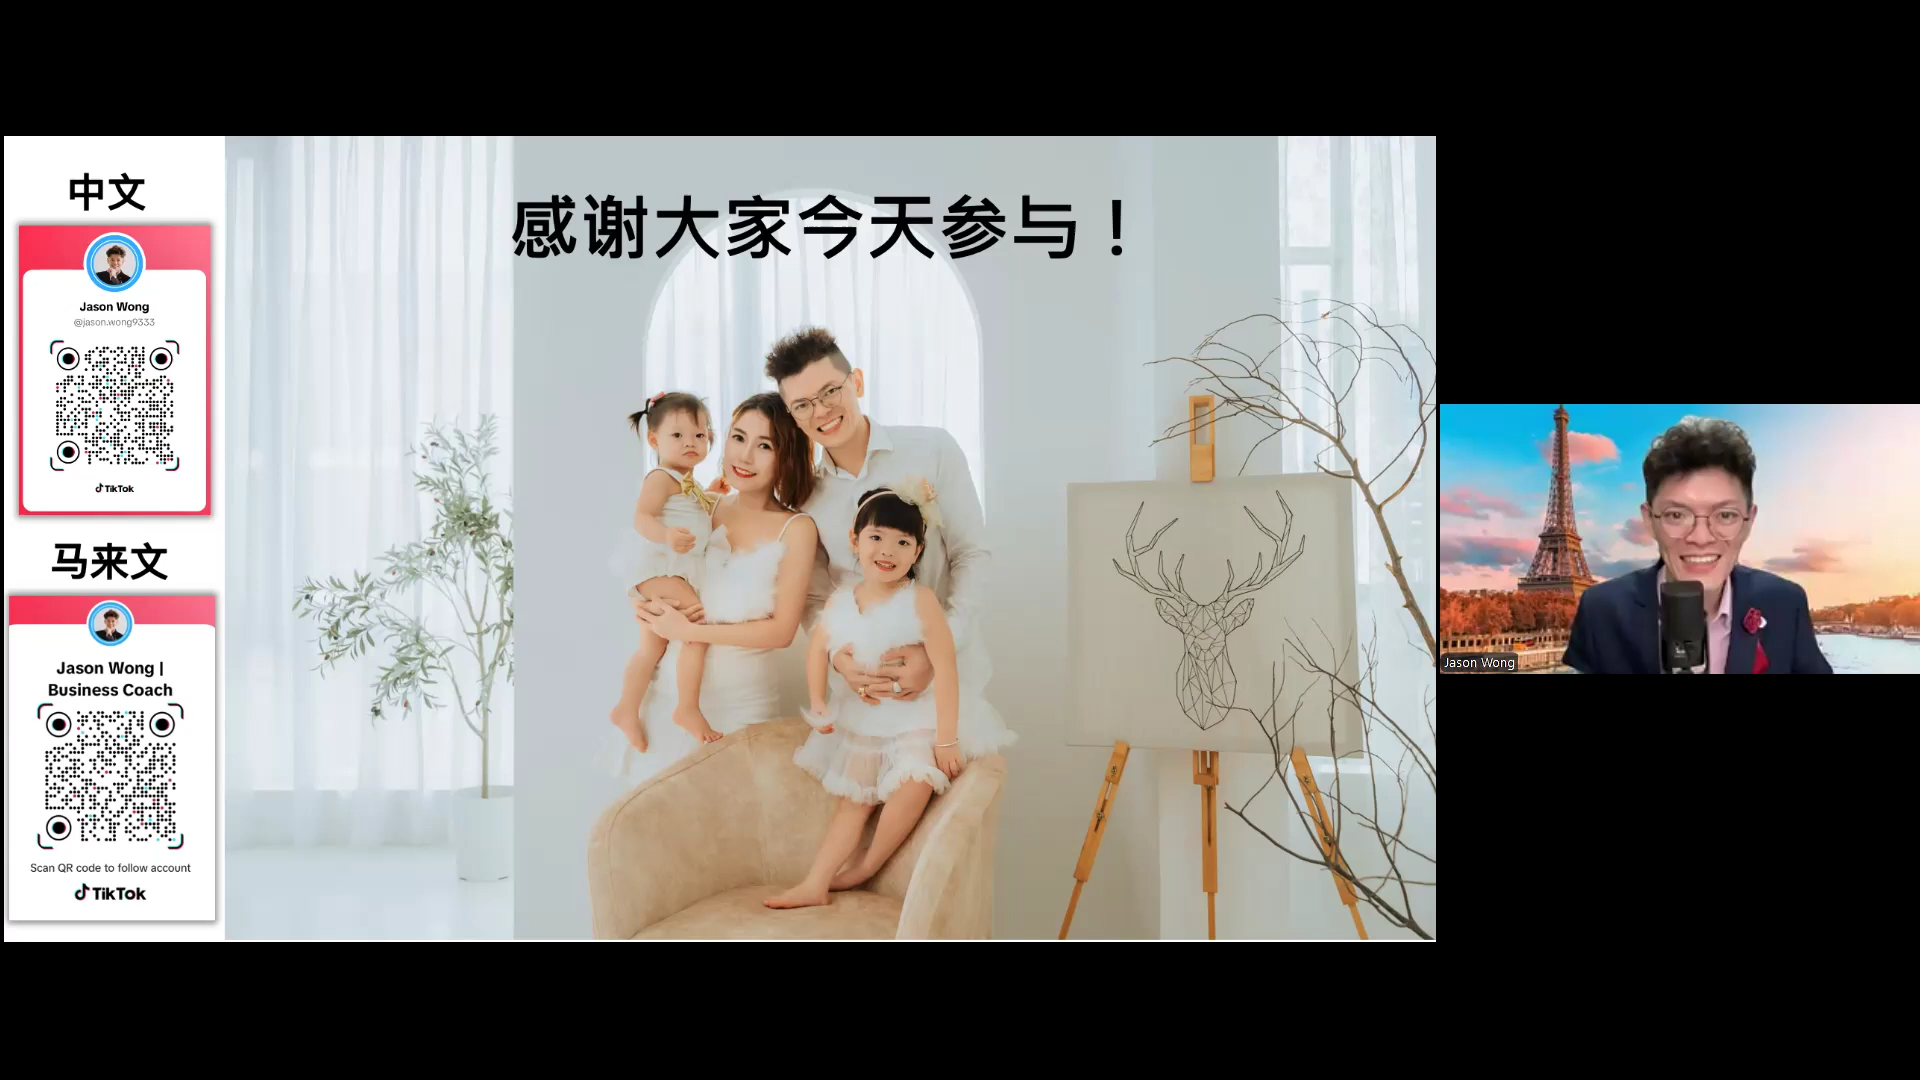 中文
Jason Wong
@jason.wong9333
TikTok
马来文
Jason Wong |
Business Coach
Scan QR code to follow account
TikTok
感谢大家今天参与！
Jason Wong